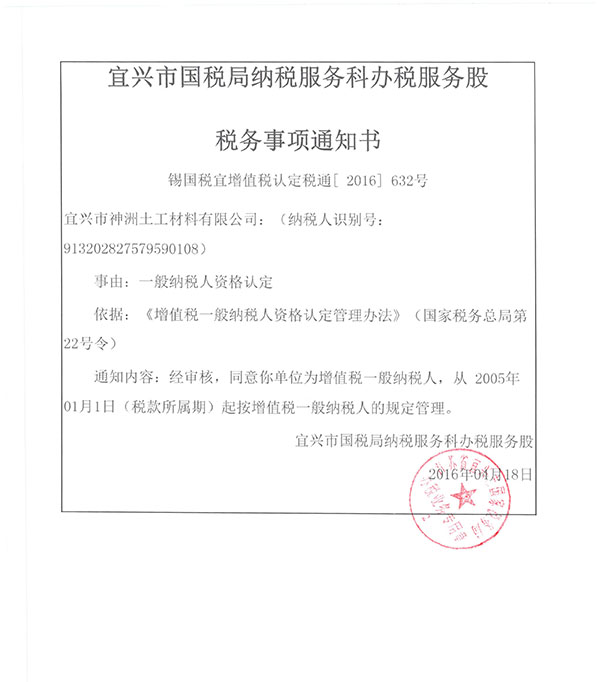 宜兴市国税局纳税服务科办税服务股
税务事项通知书
锡国税宜增值税认定税通[ 2016] 632号
宜兴市神洲土工材料有限公司：（纳税人识别号：
913202827579590108）
事由：一般纳税人资格认定
依据：《增值税一般纳税人资格认定管理办法》（国家税务总局第
22号令）
通知内容：经审核，同意你单位为增值税一般纳税人，从 2005年
01月1日（税款所属期）起按增值税一般纳税人的规定管理。
宜兴市国税局纳税服务科办税服务股
2016年04月18日